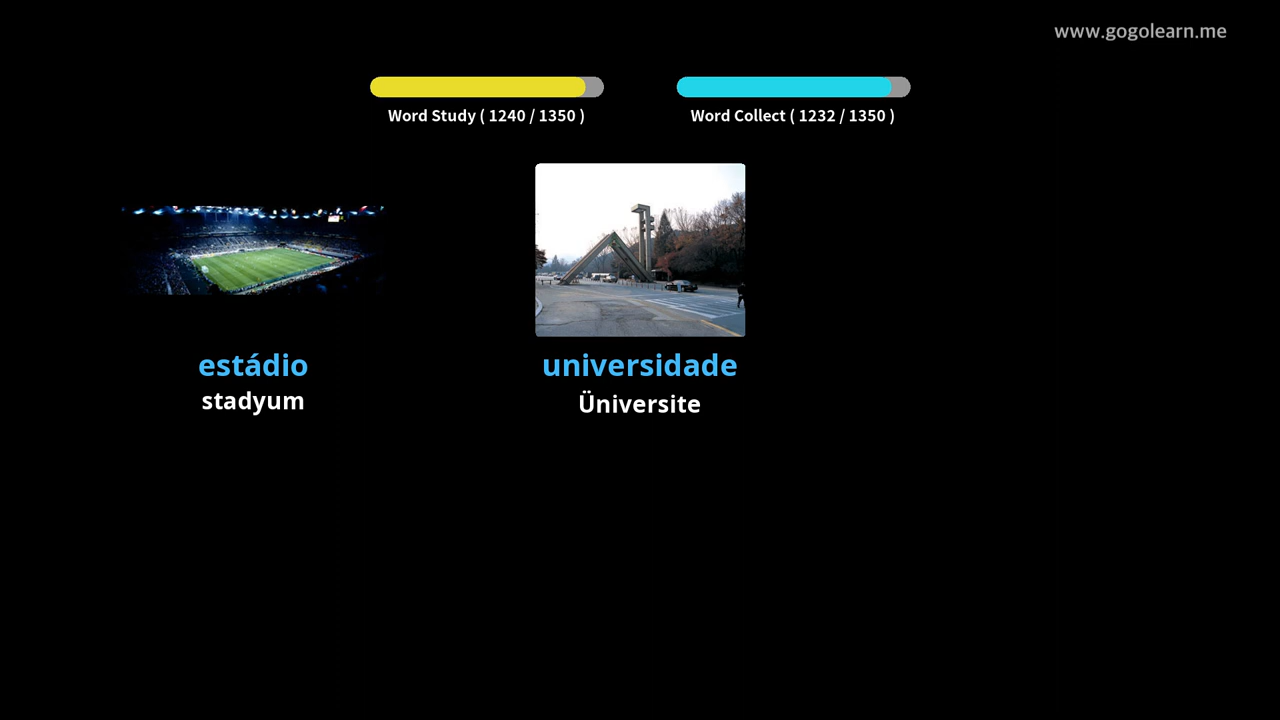 www.gogolearn.me
Word Study ( 1240 / 1350 )
Word Collect ( 1232 / 1350 )
estádio
stadyum
universidade
Üniversite